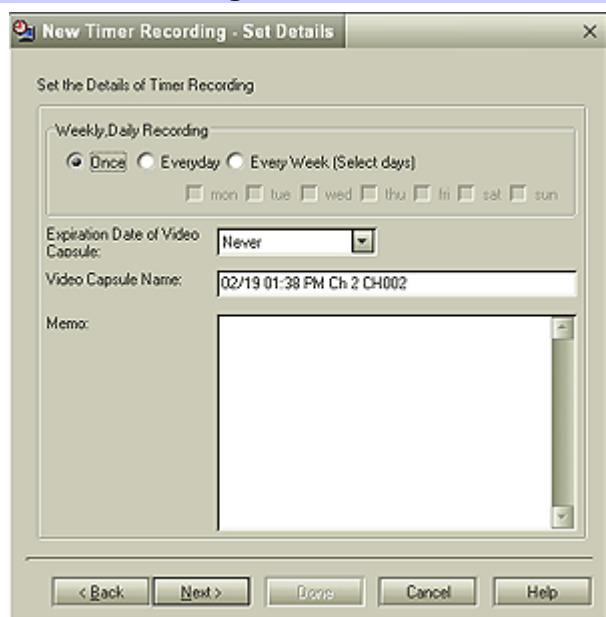 New Timer Recording - Set Details
Set the Details of Timer Recording
Weekly,Daily Recording
Once Everyday Every Week (Select days)
mon tue wed thu fri sat sun
Expiration Date of Video Capsule:
Never
Video Capsule Name:
02/19 01:38 PM Ch 2 CH002
Memo:
< Back Next > Done Cancel Help